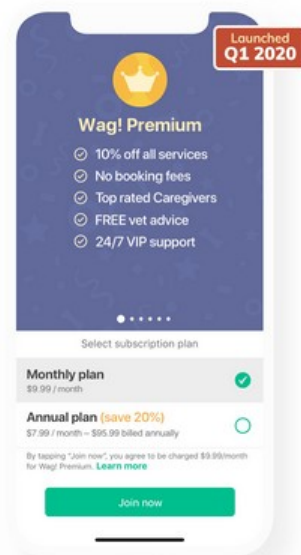 Launched
Q1 2020
Wag! Premium
10% off all services
No booking fees
Top rated Caregivers
FREE vet advice
24/7 VIP support
Select subscription plan
Monthly plan
$9.99 / month
Annual plan (save 20%)
$7.99 / month – $95.99 billed annually
By tapping "Join now", you agree to be charged $9.99/month
for Wag! Premium. Learn more
Join now